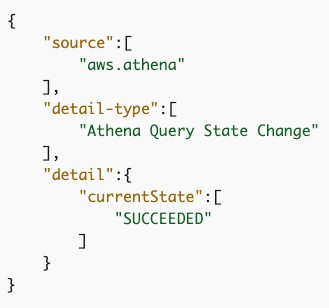 {
    "source":[
        "aws.athena"
    ],
    "detail-type":[
        "Athena Query State Change"
    ],
    "detail":{
        "currentState":[
            "SUCCEEDED"
        ]
    }
}